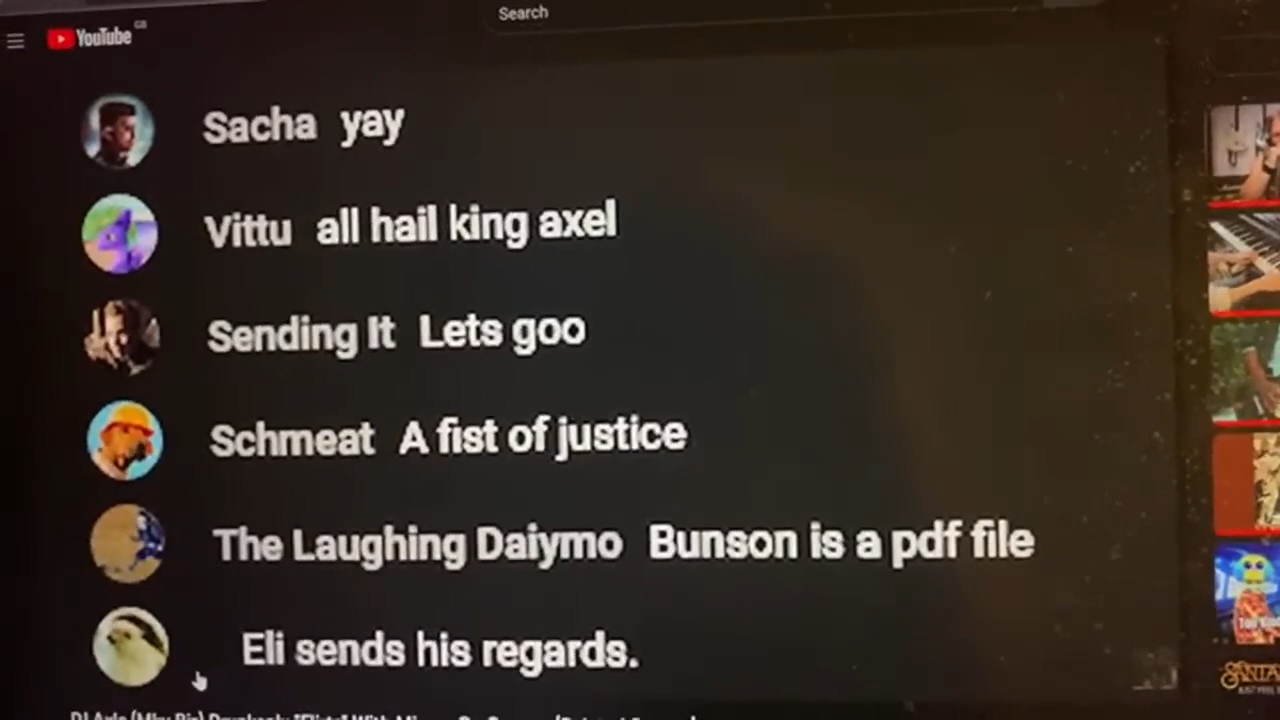 Search
YouTube GB
Sacha yay
Vittu all hail king axel
Sending It Lets goo
Schmeat A fist of justice
The Laughing Daiymo Bunson is a pdf file
Eli sends his regards.